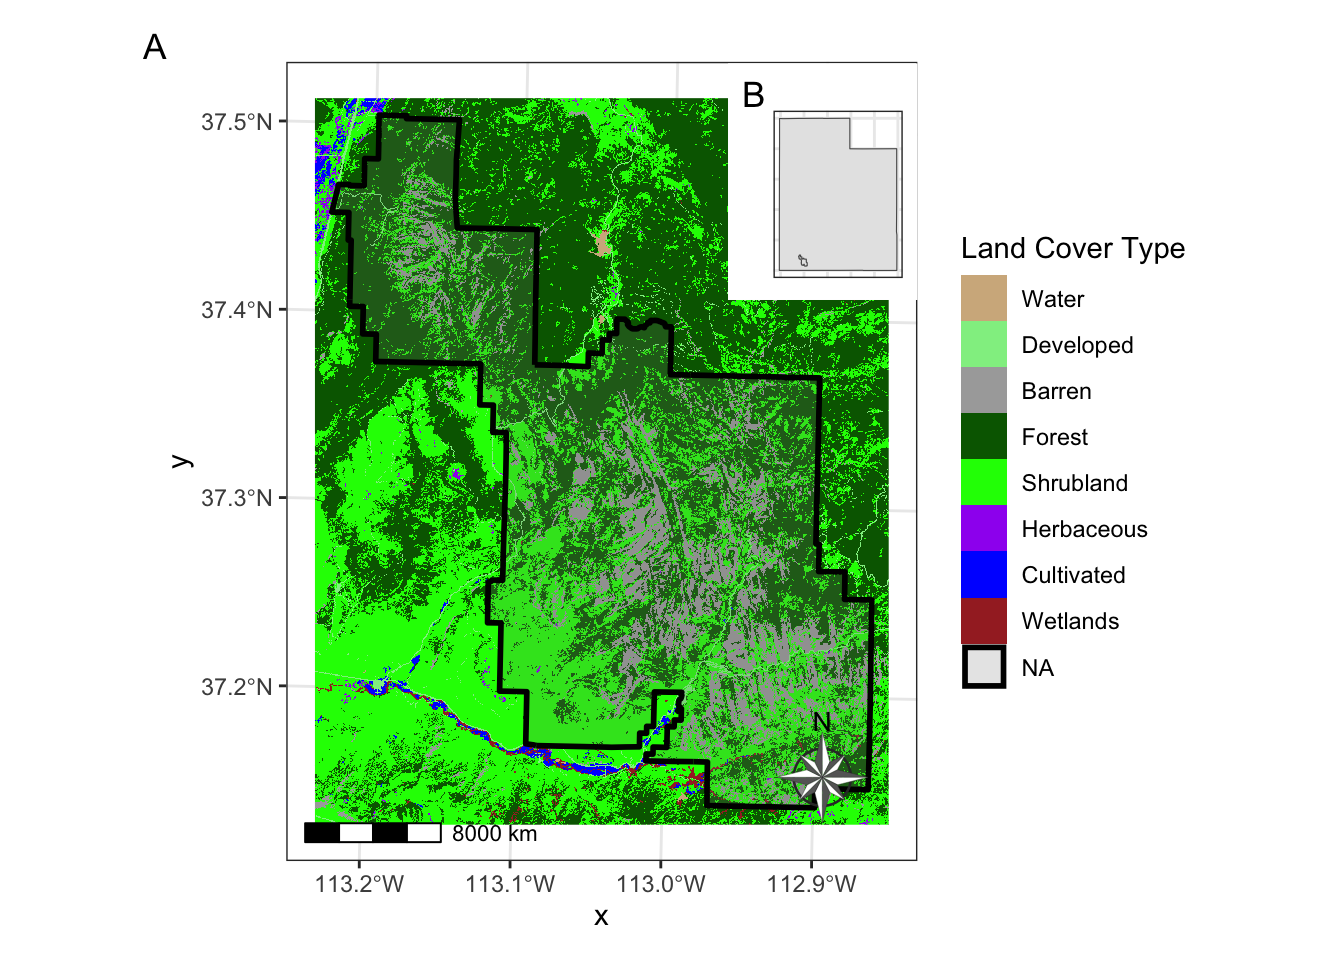 A
B
37.5°N
37.4°N
37.3°N
37.2°N
y
N
8000 km
113.2°W 113.1°W 113.0°W 112.9°W
x
Land Cover Type
Water
Developed
Barren
Forest
Shrubland
Herbaceous
Cultivated
Wetlands
NA